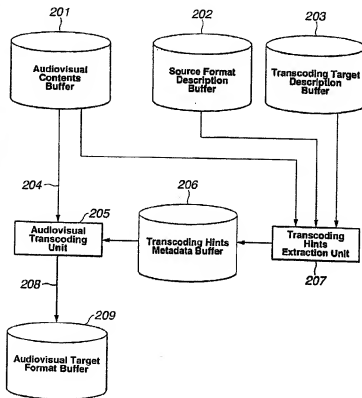 201
202
203
Audiovisual
Contents
Buffer
Source Format
Description
Buffer
Transcoding Target
Description
Buffer
204
205
206
Audiovisual
Transcoding
Unit
Transcoding Hints
Metadata Buffer
Transcoding
Hints
Extraction Unit
207
208
209
Audiovisual Target
Format Buffer